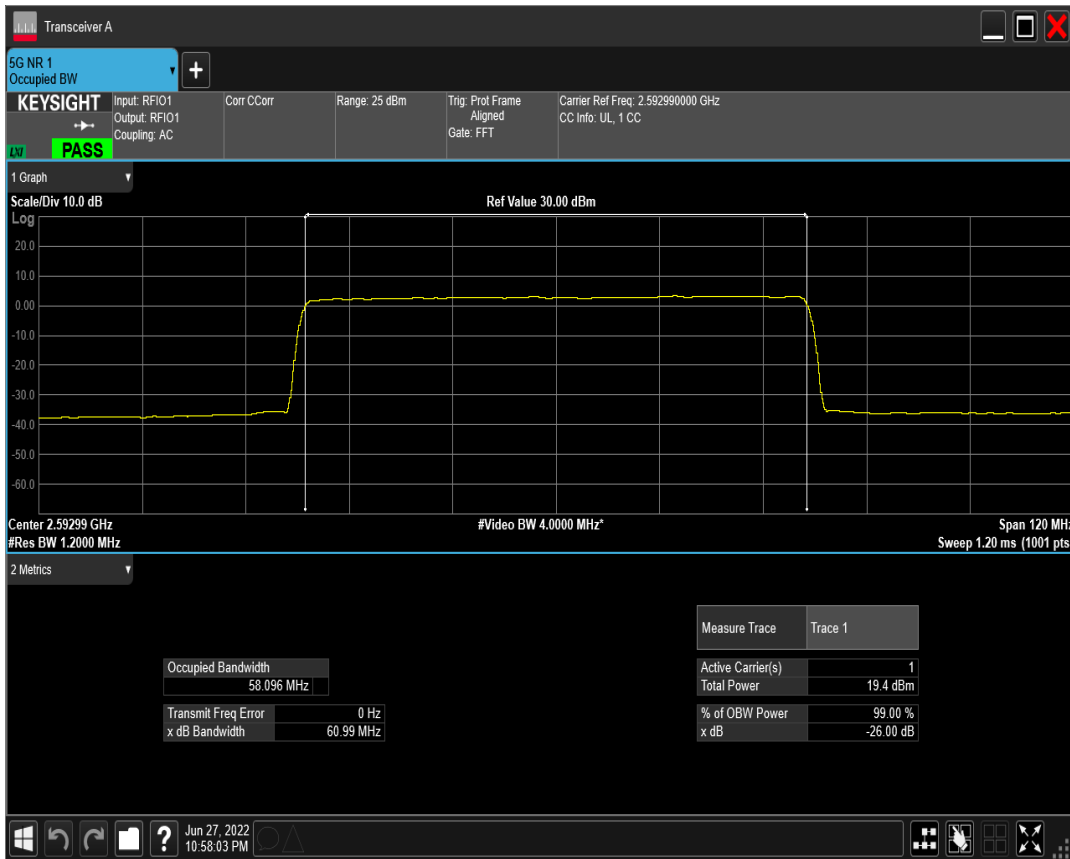 Transceiver A
5G NR 1
Occupied BW
KEYSIGHT
LXI
PASS
Input: RFIO1
Output: RFIO1
Coupling: AC
Corr CCorr
Range: 25 dBm
Trig: Prot Frame
Aligned
Gate: FFT
Carrier Ref Freq: 2.592990000 GHz
CC Info: UL, 1 CC
1 Graph
Scale/Div 10.0 dB
Ref Value 30.00 dBm
Log
20.0
10.0
0.00
-10.0
-20.0
-30.0
-40.0
-50.0
-60.0
Center 2.59299 GHz
#Video BW 4.0000 MHz*
Span 120 MHz
#Res BW 1.2000 MHz
Sweep 1.20 ms (1001 pts
2 Metrics
Measure Trace Trace 1
Occupied Bandwidth
58.096 MHz
Active Carrier(s) 1
Total Power 19.4 dBm
Transmit Freq Error 0 Hz
x dB Bandwidth 60.99 MHz
% of OBW Power 99.00 %
x dB -26.00 dB
?
Jun 27, 2022
10:58:03 PM